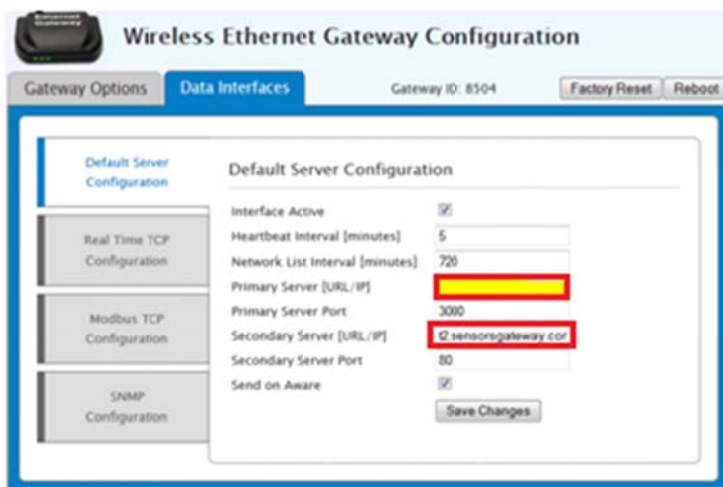 Ethernet
Gateway
Wireless Ethernet Gateway Configuration
Gateway Options
Data Interfaces
Gateway ID: 8504
Factory Reset
Reboot
Default Server
Configuration
Default Server Configuration
Interface Active
Heartbeat Interval [minutes]
5
Real Time TCP
Configuration
Network List Interval [minutes]
720
Primary Server [URL/IP]
Primary Server Port
3000
Modbus TCP
Configuration
Secondary Server [URL/IP]
t2.sensorsgateway.cor
Secondary Server Port
80
Send on Aware
SNMP
Configuration
Save Changes